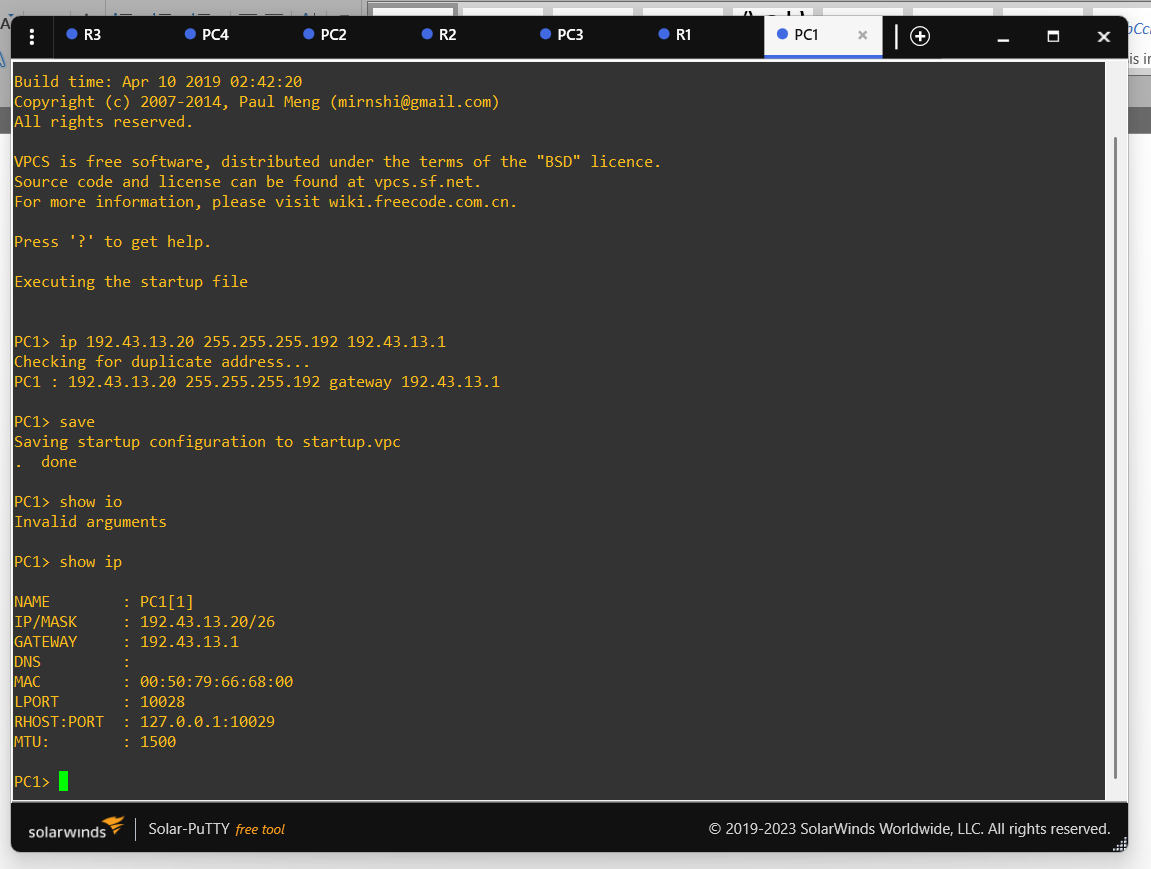 R3 PC4 PC2 R2 PC3 R1 PC1
Build time: Apr 10 2019 02:42:20
Copyright (c) 2007-2014, Paul Meng (mirnshi@gmail.com)
All rights reserved.
VPCS is free software, distributed under the terms of the "BSD" licence.
Source code and license can be found at vpcs.sf.net.
For more information, please visit wiki.freecode.com.cn.
Press '?' to get help.
Executing the startup file
PC1> ip 192.43.13.20 255.255.255.192 192.43.13.1
Checking for duplicate address...
PC1 : 192.43.13.20 255.255.255.192 gateway 192.43.13.1
PC1> save
Saving startup configuration to startup.vpc
.  done
PC1> show io
Invalid arguments
PC1> show ip
NAME        : PC1[1]
IP/MASK     : 192.43.13.20/26
GATEWAY     : 192.43.13.1
DNS         :
MAC         : 00:50:79:66:68:00
LPORT       : 10028
RHOST:PORT  : 127.0.0.1:10029
MTU:        : 1500
PC1>
solarwinds Solar-PuTTY free tool © 2019-2023 SolarWinds Worldwide, LLC. All rights reserved.